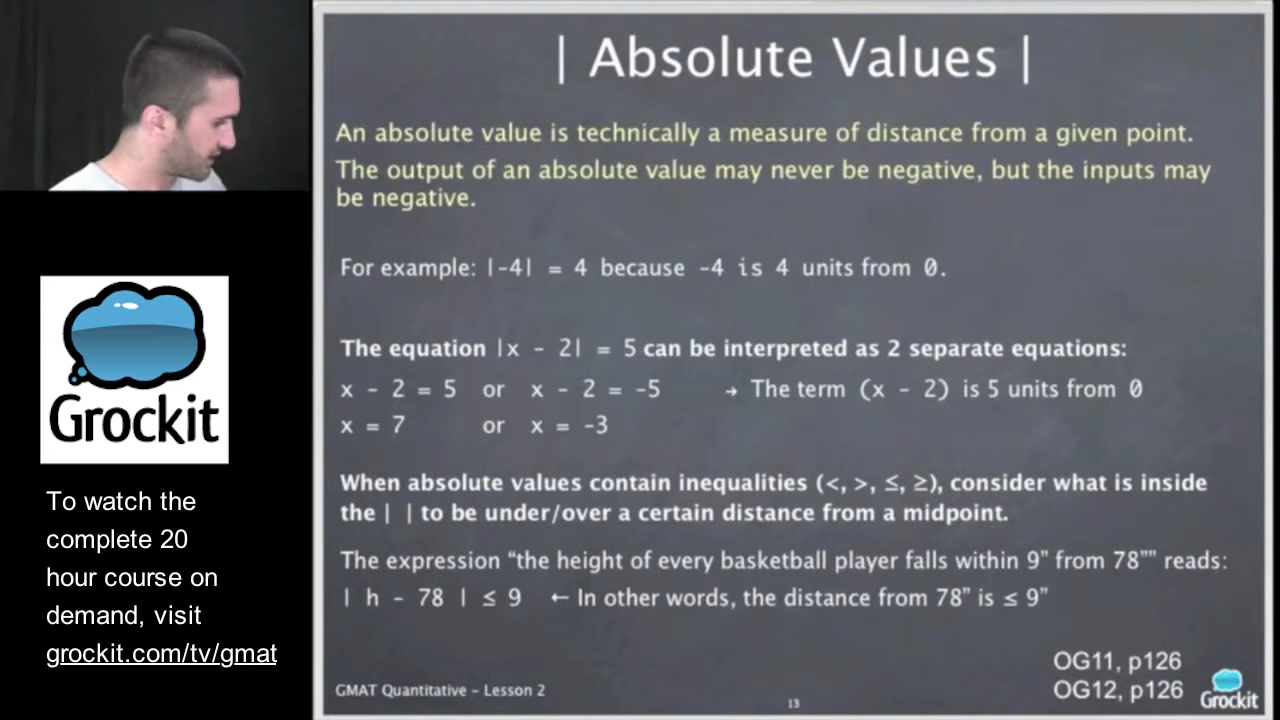 | Absolute Values |
An absolute value is technically a measure of distance from a given point.
The output of an absolute value may never be negative, but the inputs may
be negative.
For example: |-4| = 4 because -4 is 4 units from 0.
The equation |x - 2| = 5 can be interpreted as 2 separate equations:
x - 2 = 5 or x - 2 = -5 → The term (x - 2) is 5 units from 0
x = 7 or x = -3
When absolute values contain inequalities (<, >, ≤, ≥), consider what is inside
the | | to be under/over a certain distance from a midpoint.
The expression “the height of every basketball player falls within 9” from 78”” reads:
| h - 78 | ≤ 9 ← In other words, the distance from 78” is ≤ 9”
OG11, p126
OG12, p126
GMAT Quantitative – Lesson 2
13
Grockit
Grockit
To watch the
complete 20
hour course on
demand, visit
grockit.com/tv/gmat